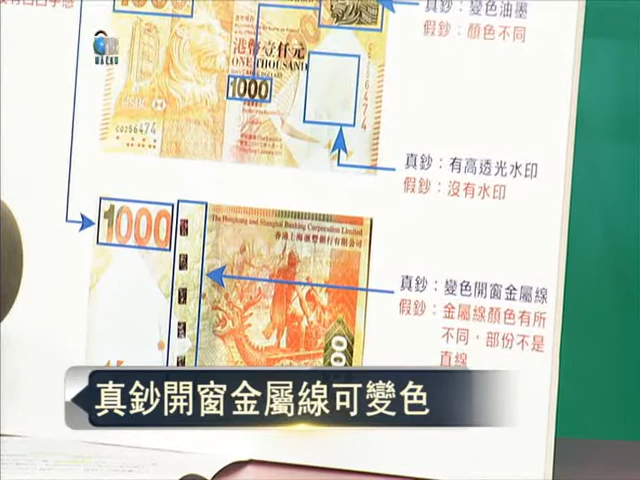 真鈔：變色油墨
假鈔：顏色不同
1000
港幣壹仟元
ONE THOUSAND
1000
HSBC
CG256474
真鈔：有高透光水印
假鈔：沒有水印
1000
The Hongkong and Shanghai Banking Corporation Limited
香港上海滙豐銀行有限公司
真鈔：變色開窗金屬線
假鈔：金屬線顏色有所
不同，部份不是
直線
真鈔開窗金屬線可變色